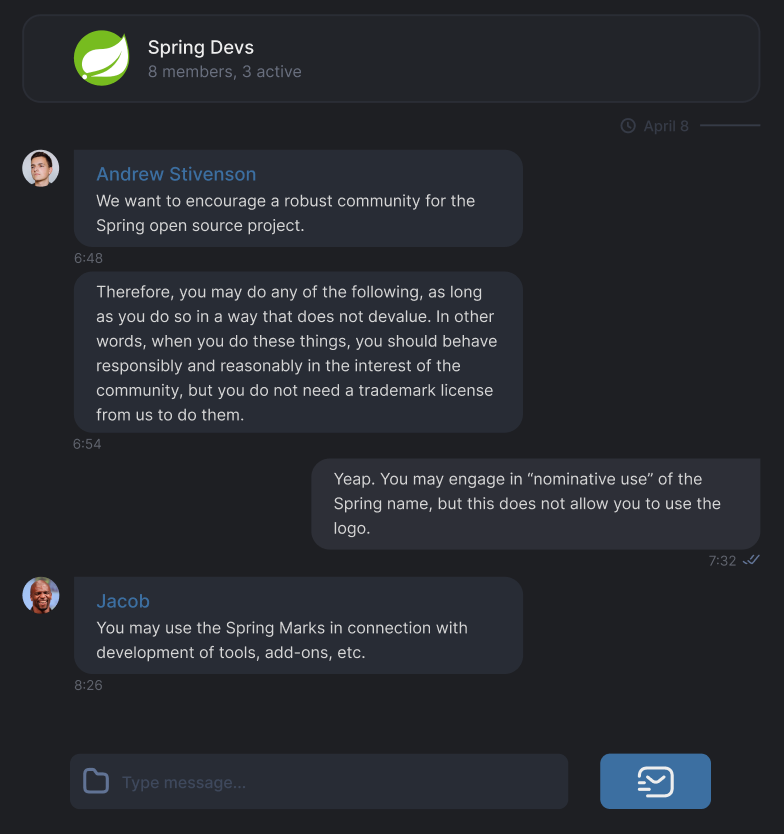 Spring Devs
8 members, 3 active
April 8
Andrew Stivenson
We want to encourage a robust community for the
Spring open source project.
6:48
Therefore, you may do any of the following, as long
as you do so in a way that does not devalue. In other
words, when you do these things, you should behave
responsibly and reasonably in the interest of the
community, but you do not need a trademark license
from us to do them.
6:54
Yeap. You may engage in “nominative use” of the
Spring name, but this does not allow you to use the
logo.
7:32
Jacob
You may use the Spring Marks in connection with
development of tools, add-ons, etc.
8:26
Type message...